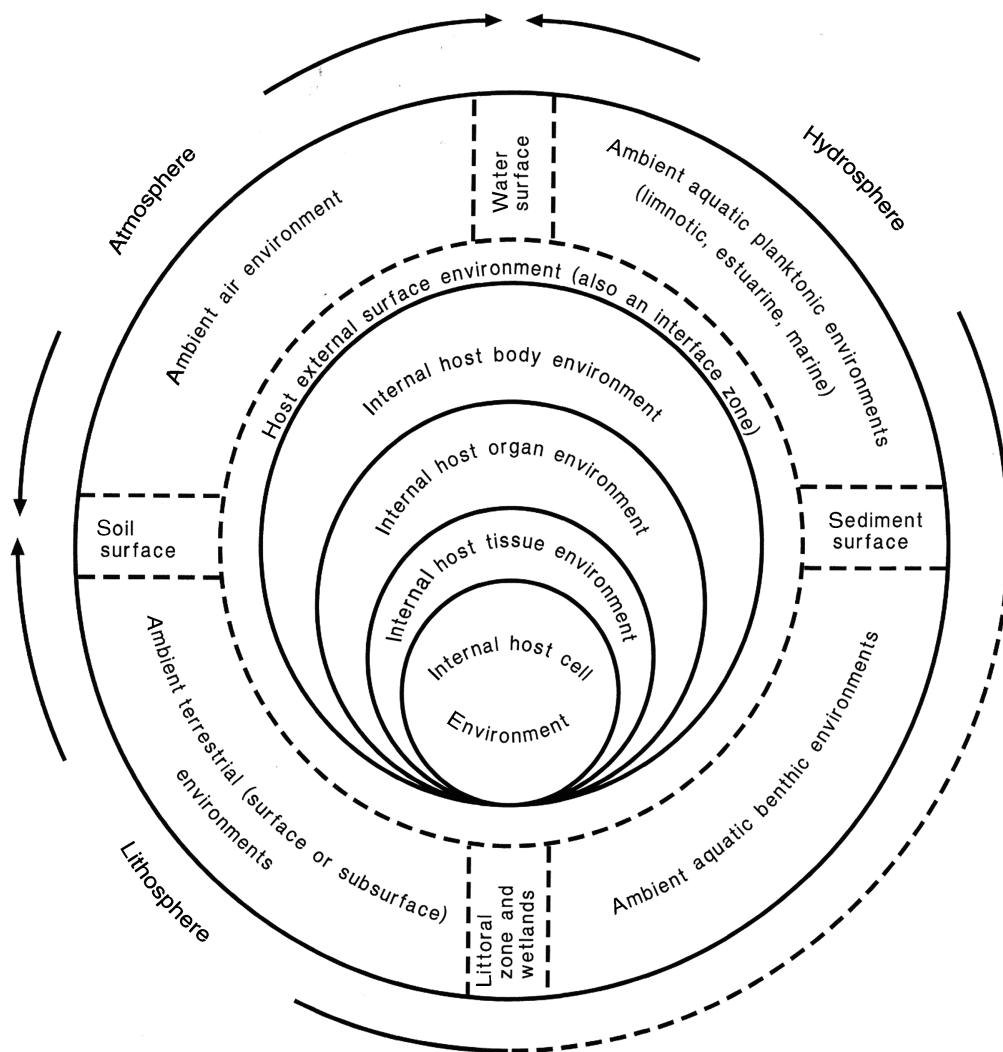 Atmosphere
Hydrosphere
Water
surface
Ambient air environment
Ambient aquatic planktonic environments
(limnotic, estuarine, marine)
Host external surface environment (also an interface zone)
Internal host body environment
Internal host organ environment
Internal host tissue environment
Internal host cell
Environment
Soil
surface
Sediment
surface
Ambient terrestrial (surface or subsurface)
environments
Ambient aquatic benthic environments
Lithosphere
Littoral
zone and
wetlands